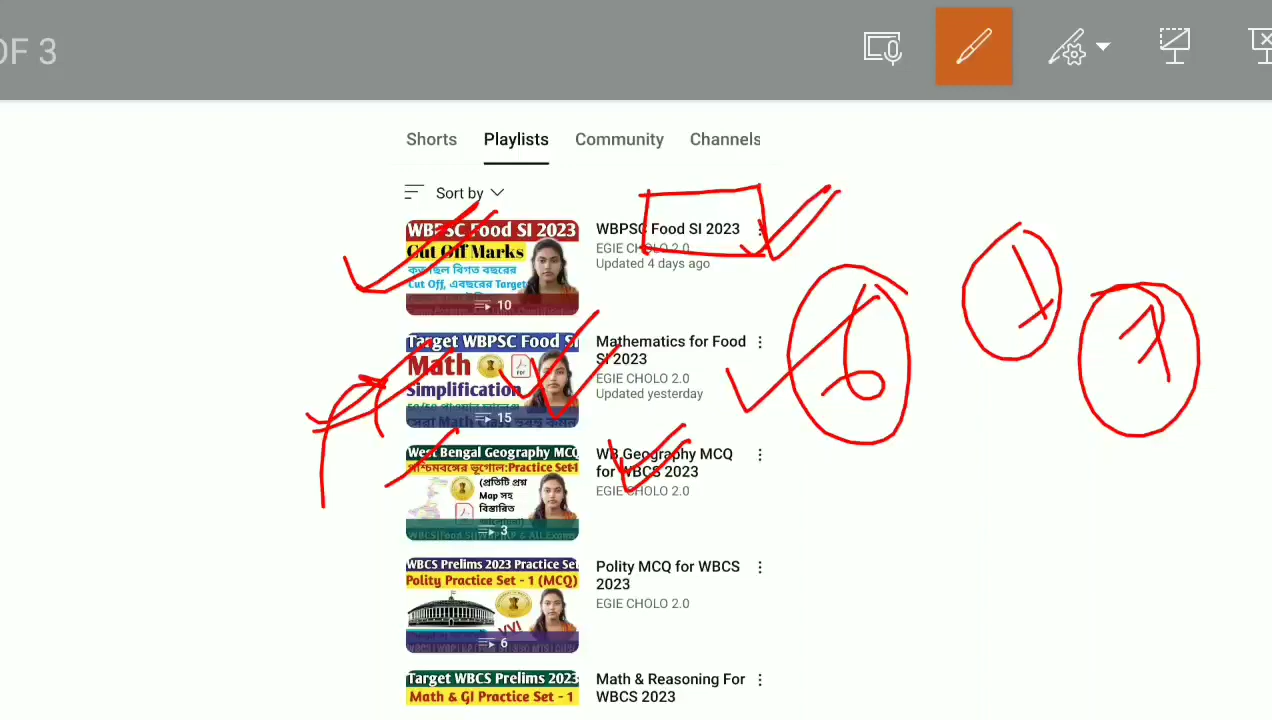 OF 3
Shorts Playlists Community Channels
Sort by
WBPSC Food SI 2023
Cut Off Marks
কত ছিল বিগত বছরের
Cut Off, এবছরের Target
10
WBPSC Food SI 2023
EGIE CHOLO 2.0
Updated 4 days ago
Target WBPSC Food SI
Math
PDF
Simplification
15
Mathematics for Food
SI 2023
EGIE CHOLO 2.0
Updated yesterday
West Bengal Geography MCQ
পশ্চিমবঙ্গের ভূগোল:Practice Set-1
(প্রতিটি প্রশ্ন
Map সহ
বিস্তারিত
3
WB Geography MCQ
for WBCS 2023
EGIE CHOLO 2.0
WBCS Prelims 2023 Practice Set
Polity Practice Set - 1 (MCQ)
VVI
6
Polity MCQ for WBCS
2023
EGIE CHOLO 2.0
Target WBCS Prelims 2023
Math & GI Practice Set - 1
Math & Reasoning For
WBCS 2023